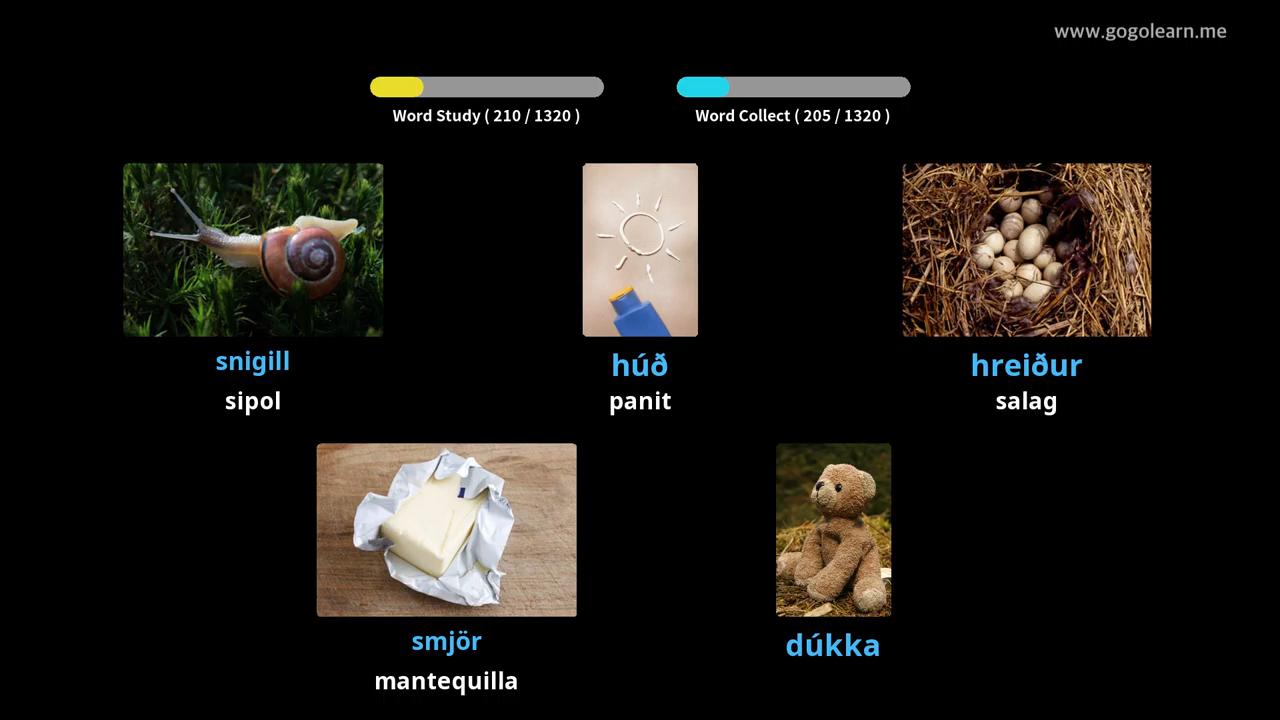 www.gogolearn.me
Word Study ( 210 / 1320 )
Word Collect ( 205 / 1320 )
snigill
sipol
húð
panit
hreiður
salag
smjör
mantequilla
dúkka